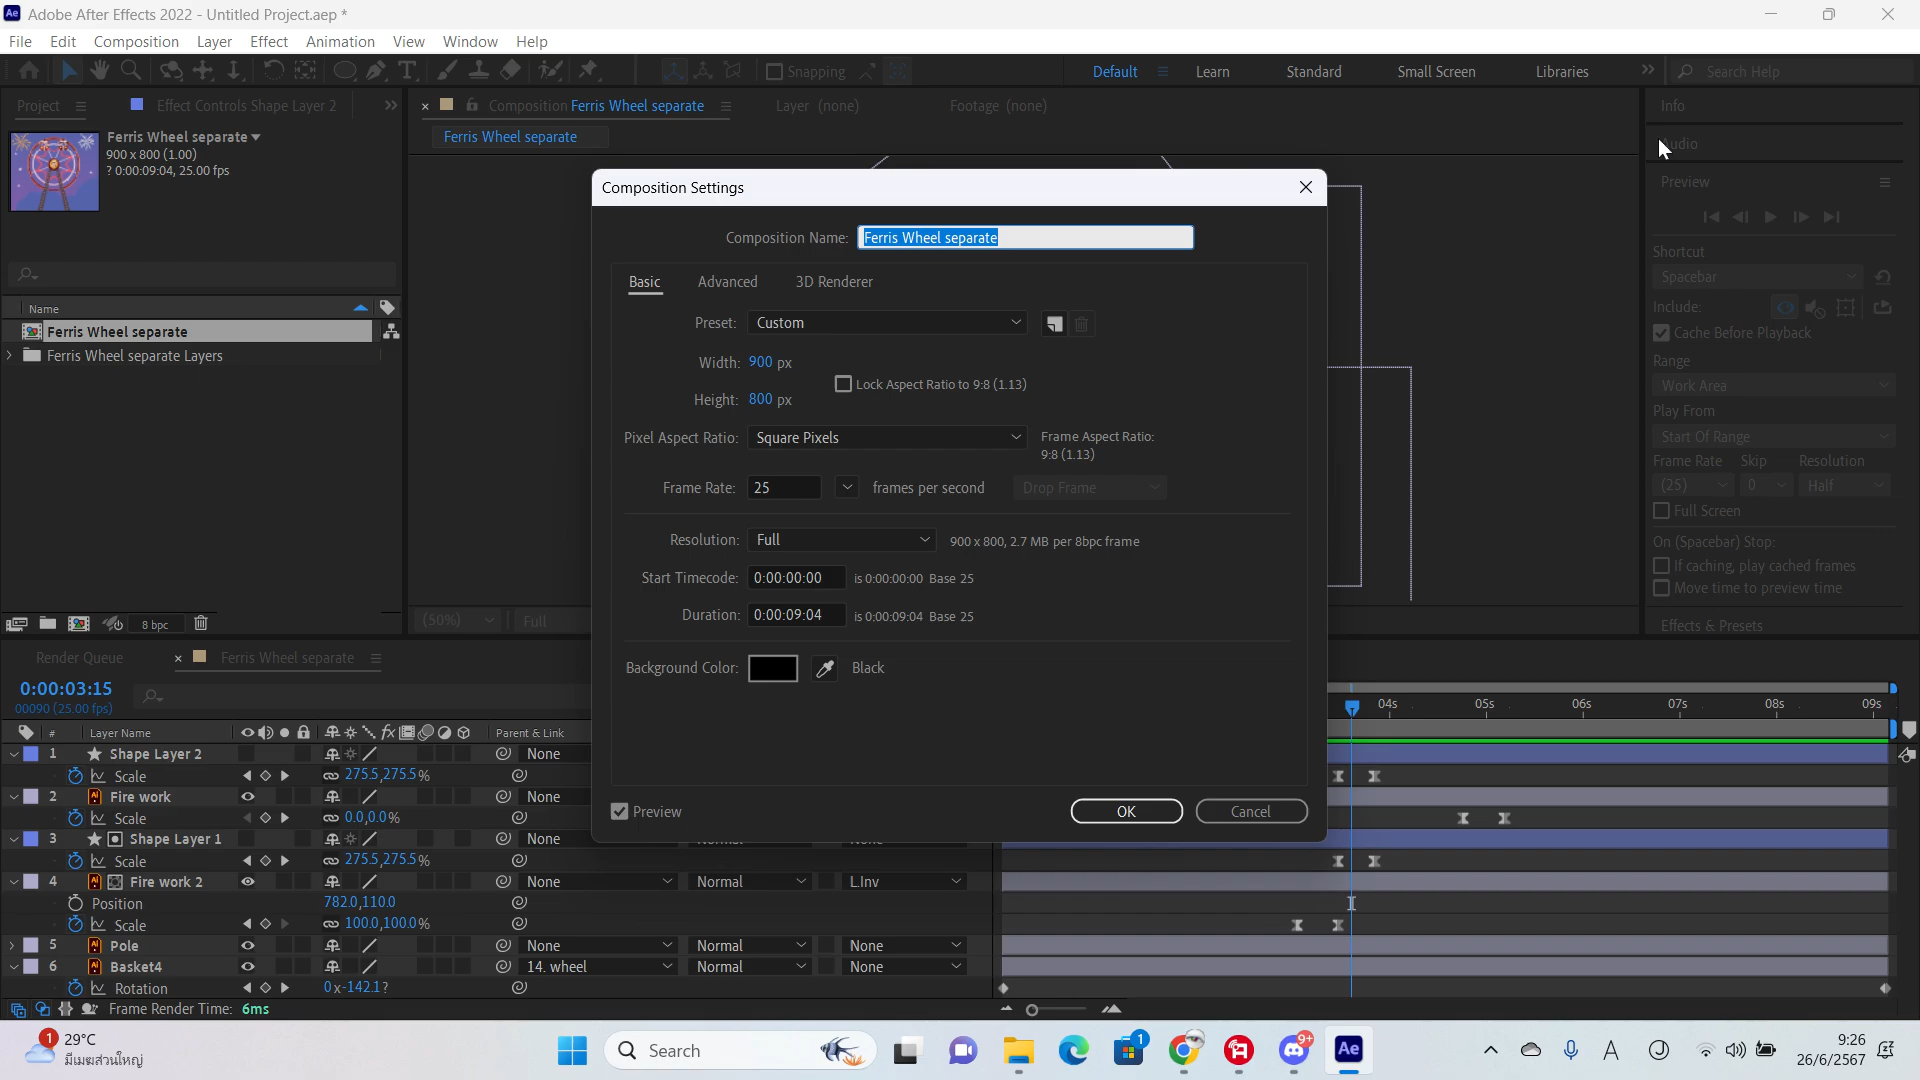 Adobe After Effects 2022 - Untitled Project.aep *
File Edit Composition Layer Effect Animation View Window Help
Snapping Default Learn Standard Small Screen Libraries Search Help
Project Effect Controls Shape Layer 2 Composition Ferris Wheel separate Layer (none) Footage (none) Info
Ferris Wheel separate
900 x 800 (1.00)
? 0:00:09:04, 25.00 fps
Ferris Wheel separate
Audio
Preview
Composition Settings
Composition Name: Ferris Wheel separate
Basic Advanced 3D Renderer
Preset: Custom
Width: 900 px
Lock Aspect Ratio to 9:8 (1.13)
Height: 800 px
Pixel Aspect Ratio: Square Pixels
Frame Aspect Ratio:
9:8 (1.13)
Frame Rate: 25 frames per second Drop Frame
Resolution: Full 900 x 800, 2.7 MB per 8bpc frame
Start Timecode: 0:00:00:00 is 0:00:00:00 Base 25
Duration: 0:00:09:04 is 0:00:09:04 Base 25
Background Color: Black
Preview OK Cancel
Name
Ferris Wheel separate
Ferris Wheel separate Layers
8 bpc
(50%) Full
Shortcut
Spacebar
Include:
Cache Before Playback
Range
Work Area
Play From
Start Of Range
Frame Rate Skip Resolution
(25) 0 Half
Full Screen
On (Spacebar) Stop:
If caching, play cached frames
Move time to preview time
Effects & Presets
Render Queue Ferris Wheel separate
0:00:03:15
00090 (25.00 fps)
04s 05s 06s 07s 08s 09s
# Layer Name Parent & Link
1 Shape Layer 2 None
Scale 275.5,275.5%
2 Fire work None
Scale 0.0,0.0%
3 Shape Layer 1 None
Scale 275.5,275.5%
4 Fire work 2 None Normal L.Inv
Position 782.0,110.0
Scale 100.0,100.0%
5 Pole None Normal None
6 Basket4 14. wheel Normal None
Rotation 0x-142.1?
Frame Render Time: 6ms
1
29°C
มีเมฆส่วนใหญ่
Search
1
9+
Ae
9:26
26/6/2567